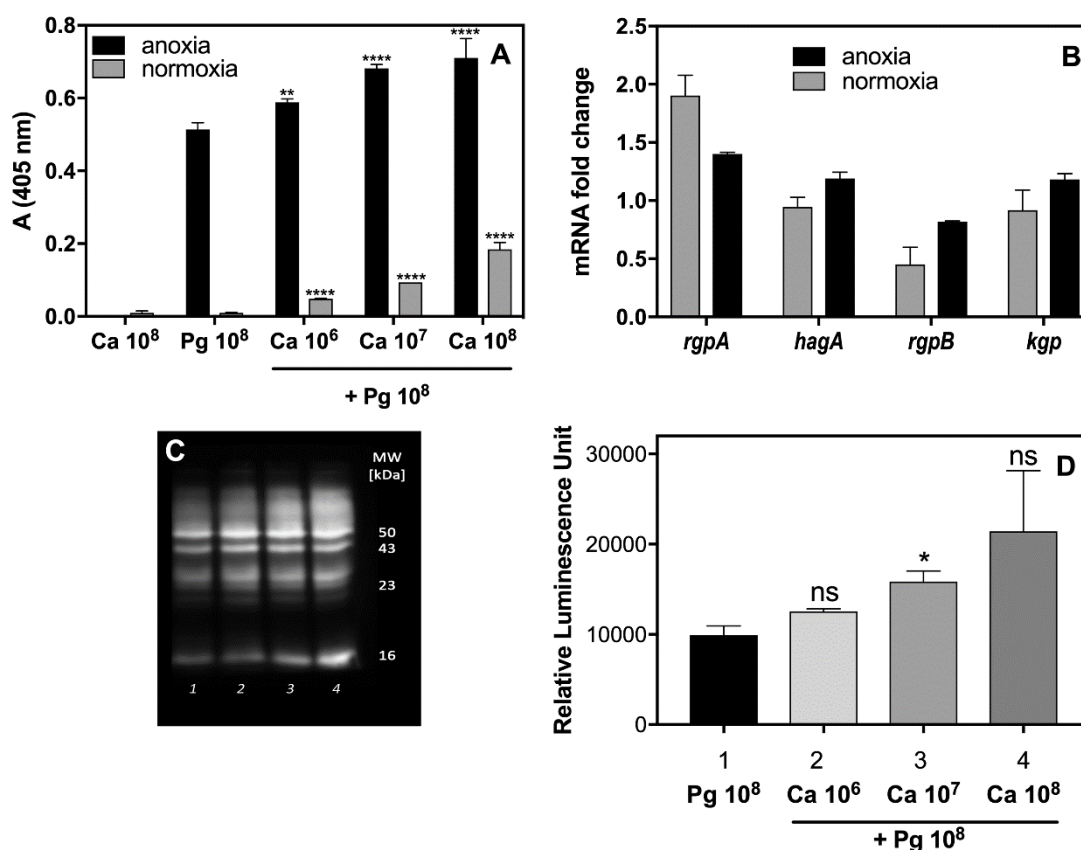 A
anoxia
normoxia
A (405 nm)
0.8
0.6
0.4
0.2
0.0
****
****
**
****
****
****
Ca 10⁸ Pg 10⁸ Ca 10⁶ Ca 10⁷ Ca 10⁸
+ Pg 10⁸
B
anoxia
normoxia
mRNA fold change
2.5
2.0
1.5
1.0
0.5
0.0
rgpA hagA rgpB kgp
C
MW
[kDa]
50
43
23
16
1 2 3 4
D
Relative Luminescence Unit
30000
20000
10000
0
ns
*
ns
1 2 3 4
Pg 10⁸ Ca 10⁶ Ca 10⁷ Ca 10⁸
+ Pg 10⁸